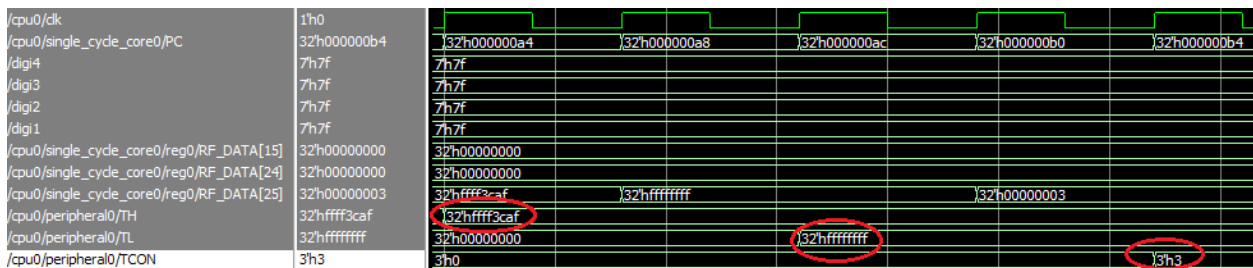 /cpu0/clk 1'h0
/cpu0/single_cycle_core0/PC 32'h000000b4 32'h000000a4 32'h000000a8 32'h000000ac 32'h000000b0 32'h000000b4
/digi4 7'h7f 7'h7f
/digi3 7'h7f 7'h7f
/digi2 7'h7f 7'h7f
/digi1 7'h7f 7'h7f
/cpu0/single_cycle_core0/reg0/RF_DATA[15] 32'h00000000 32'h00000000
/cpu0/single_cycle_core0/reg0/RF_DATA[24] 32'h00000000 32'h00000000
/cpu0/single_cycle_core0/reg0/RF_DATA[25] 32'h00000003 32'hffff3caf 32'hffffffff 32'h00000003
/cpu0/peripheral0/TH 32'hffff3caf 32'hffff3caf
/cpu0/peripheral0/TL 32'hffffffff 32'h00000000 32'hffffffff
/cpu0/peripheral0/TCON 3'h3 3'h0 3'h3